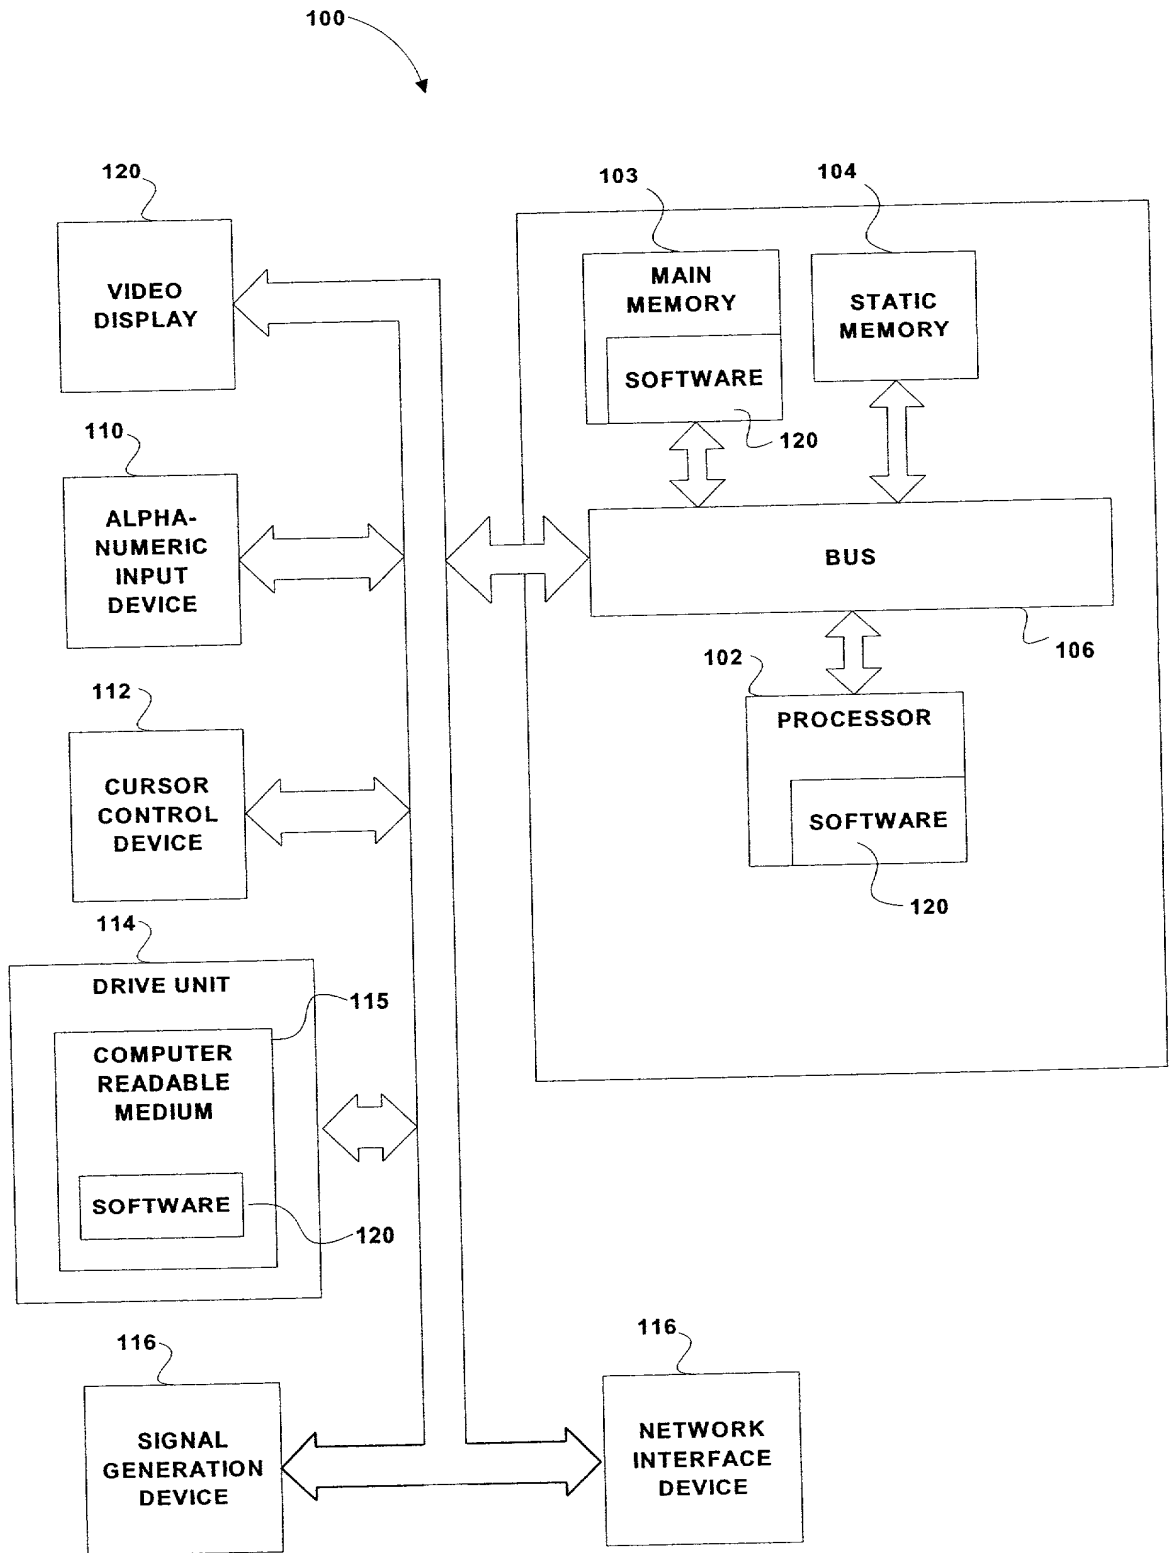 100
120
VIDEO
DISPLAY
103
MAIN
MEMORY
SOFTWARE
120
104
STATIC
MEMORY
110
ALPHA-
NUMERIC
INPUT
DEVICE
BUS
106
112
CURSOR
CONTROL
DEVICE
102
PROCESSOR
SOFTWARE
120
114
DRIVE UNIT
115
COMPUTER
READABLE
MEDIUM
SOFTWARE
120
116
SIGNAL
GENERATION
DEVICE
116
NETWORK
INTERFACE
DEVICE